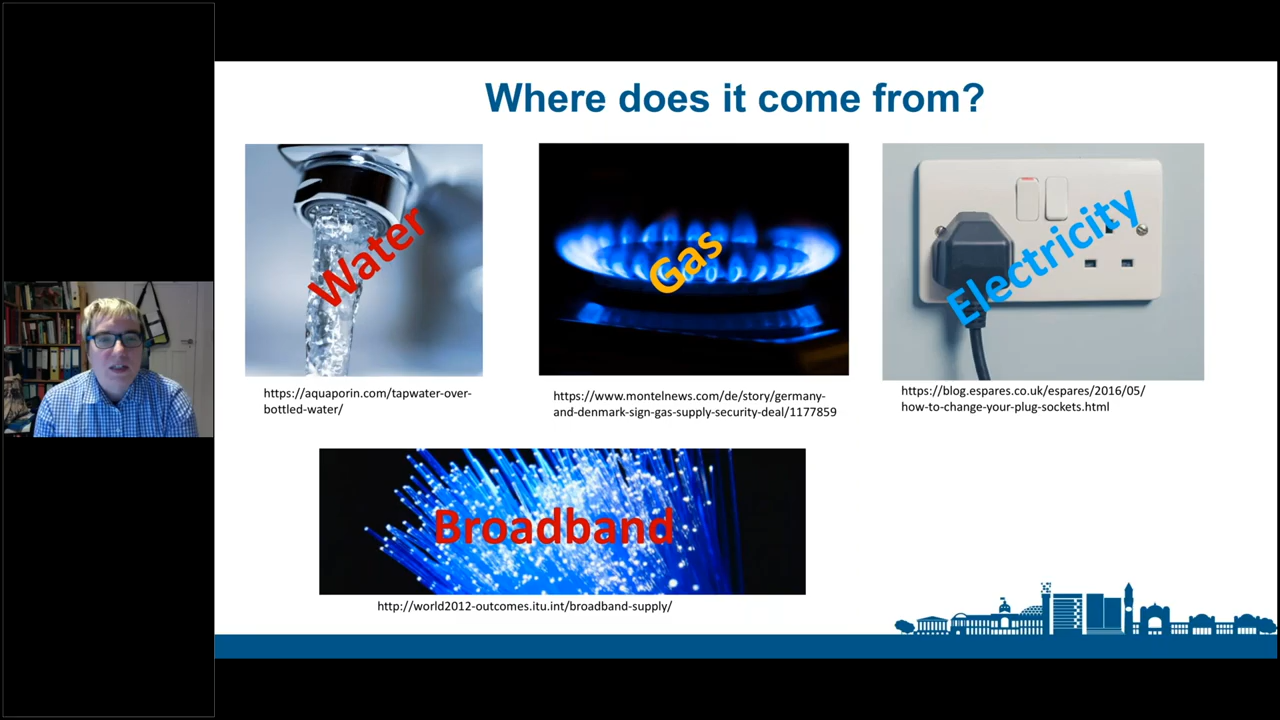 Where does it come from?
Water
Gas
Electricity
https://aquaporin.com/tapwater-over-
bottled-water/
https://www.montelnews.com/de/story/germany-
and-denmark-sign-gas-supply-security-deal/1177859
https://blog.espares.co.uk/espares/2016/05/
how-to-change-your-plug-sockets.html
Broadband
http://world2012-outcomes.itu.int/broadband-supply/